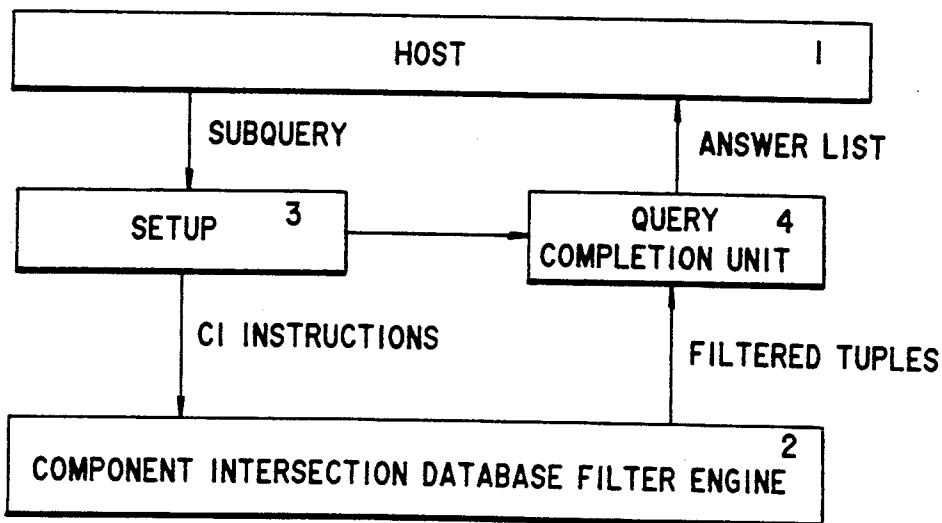 HOST 1
SUBQUERY
ANSWER LIST
SETUP 3
QUERY 4
COMPLETION UNIT
CI INSTRUCTIONS
FILTERED TUPLES
2
COMPONENT INTERSECTION DATABASE FILTER ENGINE